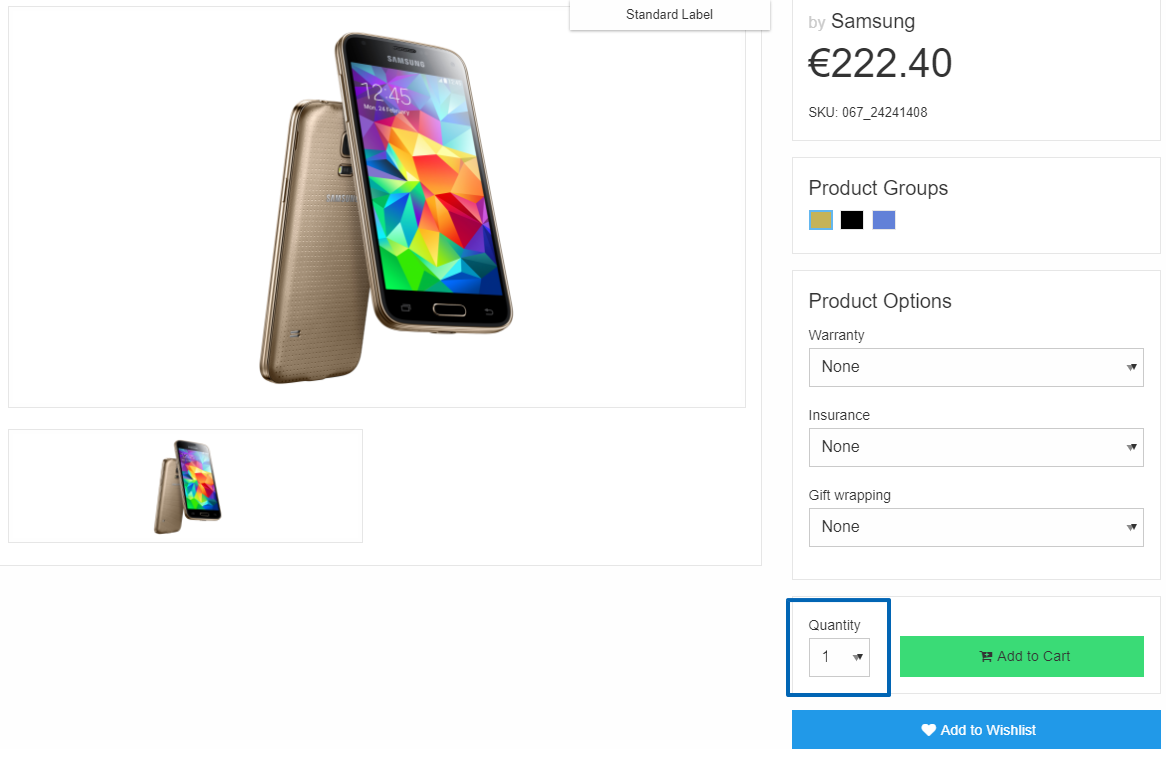 Standard Label
SAMSUNG
12:45
Mon, 24 February
SAMSUNG
by Samsung
€222.40
SKU: 067_24241408
Product Groups
Product Options
Warranty
None
Insurance
None
Gift wrapping
None
Quantity
1
Add to Cart
Add to Wishlist